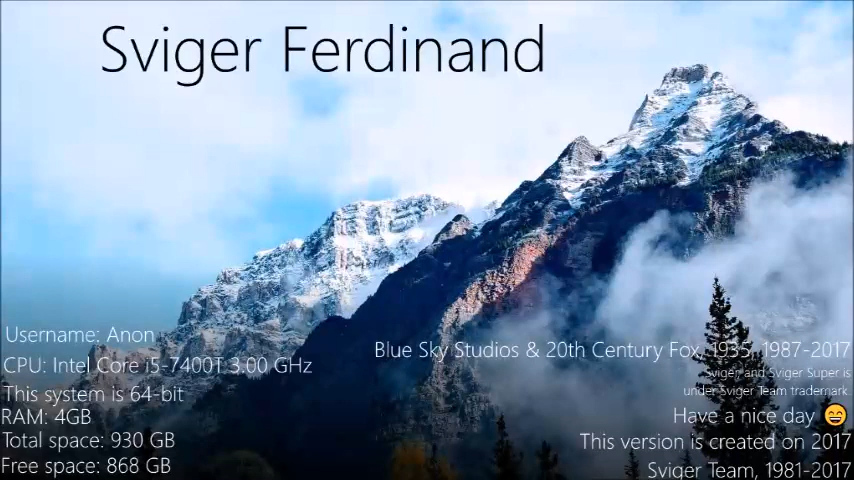 Sviger Ferdinand
Username: Anon
CPU: Intel Core i5-7400T 3.00 GHz
This system is 64-bit
RAM: 4GB
Total space: 930 GB
Free space: 868 GB
Blue Sky Studios & 20th Century Fox, 1935, 1987-2017
Sviger and Sviger Super is
under Sviger Team trademark.
Have a nice day 😄
This version is created on 2017
Sviger Team, 1981-2017